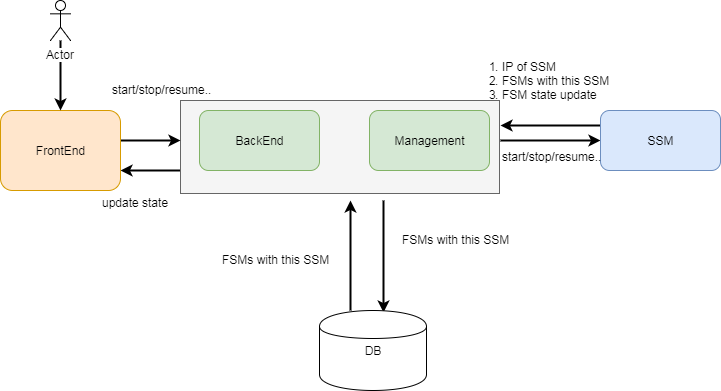 Actor
start/stop/resume..
1. IP of SSM
2. FSMs with this SSM
3. FSM state update
FrontEnd
BackEnd
Management
SSM
start/stop/resume..
update state
FSMs with this SSM
FSMs with this SSM
DB